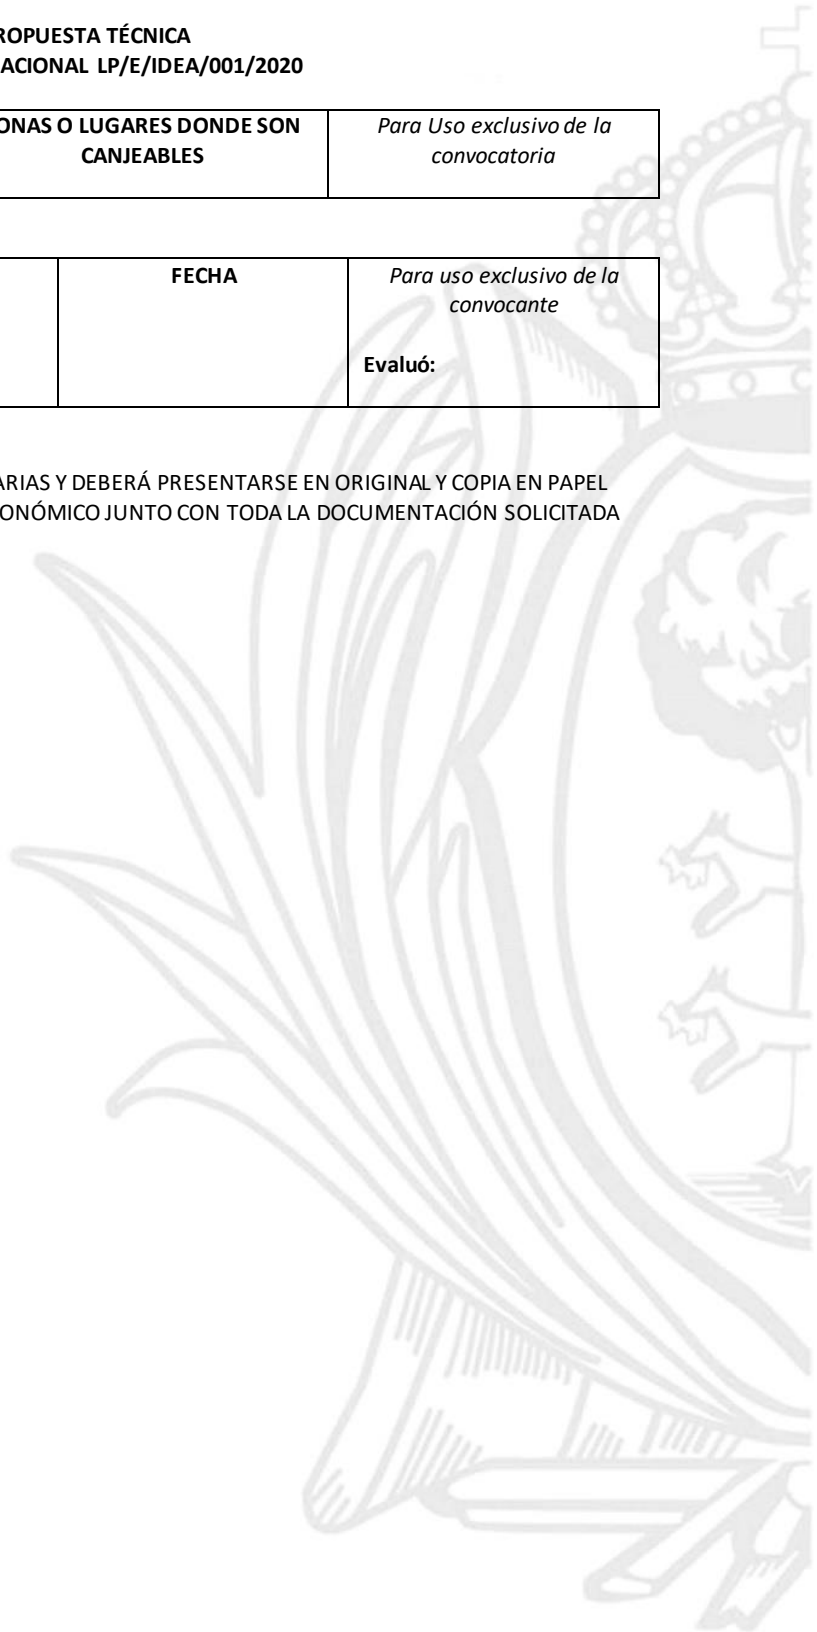 ROPUESTA TÉCNICA
ACIONAL LP/E/IDEA/001/2020
ONAS O LUGARES DONDE SON
CANJEABLES
Para Uso exclusivo de la
convocatoria
FECHA
Para uso exclusivo de la
convocante
Evaluó:
ARIAS Y DEBERÁ PRESENTARSE EN ORIGINAL Y COPIA EN PAPEL
ONÓMICO JUNTO CON TODA LA DOCUMENTACIÓN SOLICITADA